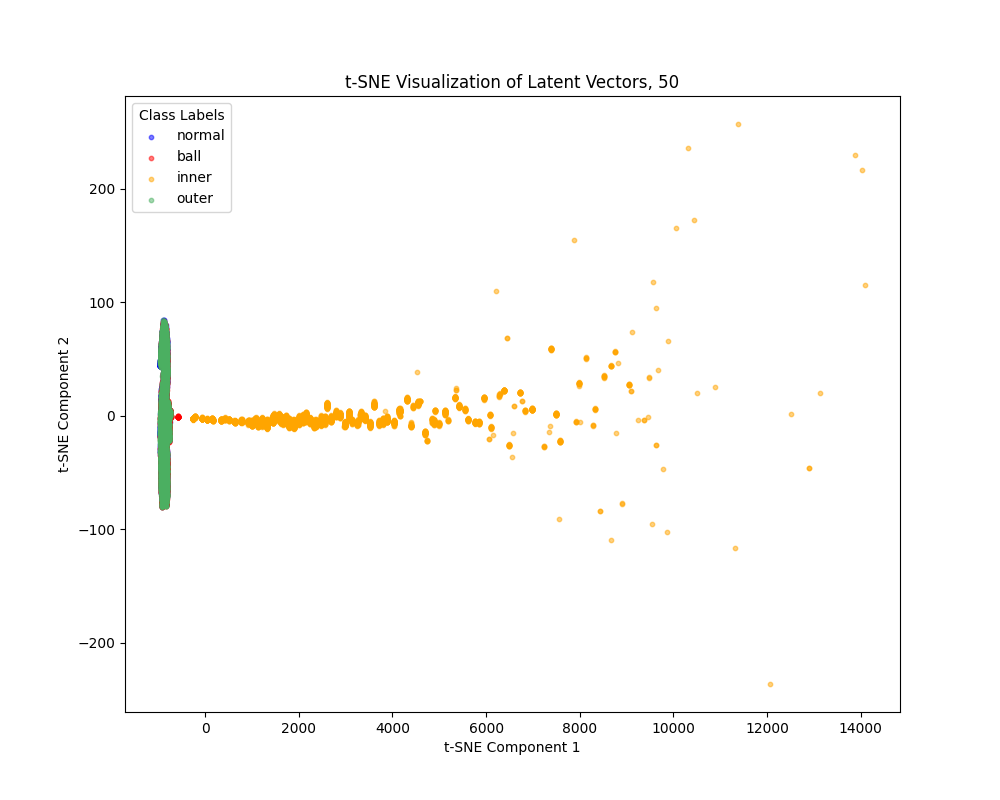 t-SNE Visualization of Latent Vectors, 50
Class Labels
normal
ball
inner
outer
200
100
0
−100
−200
t-SNE Component 2
0
2000
4000
6000
8000
10000
12000
14000
t-SNE Component 1